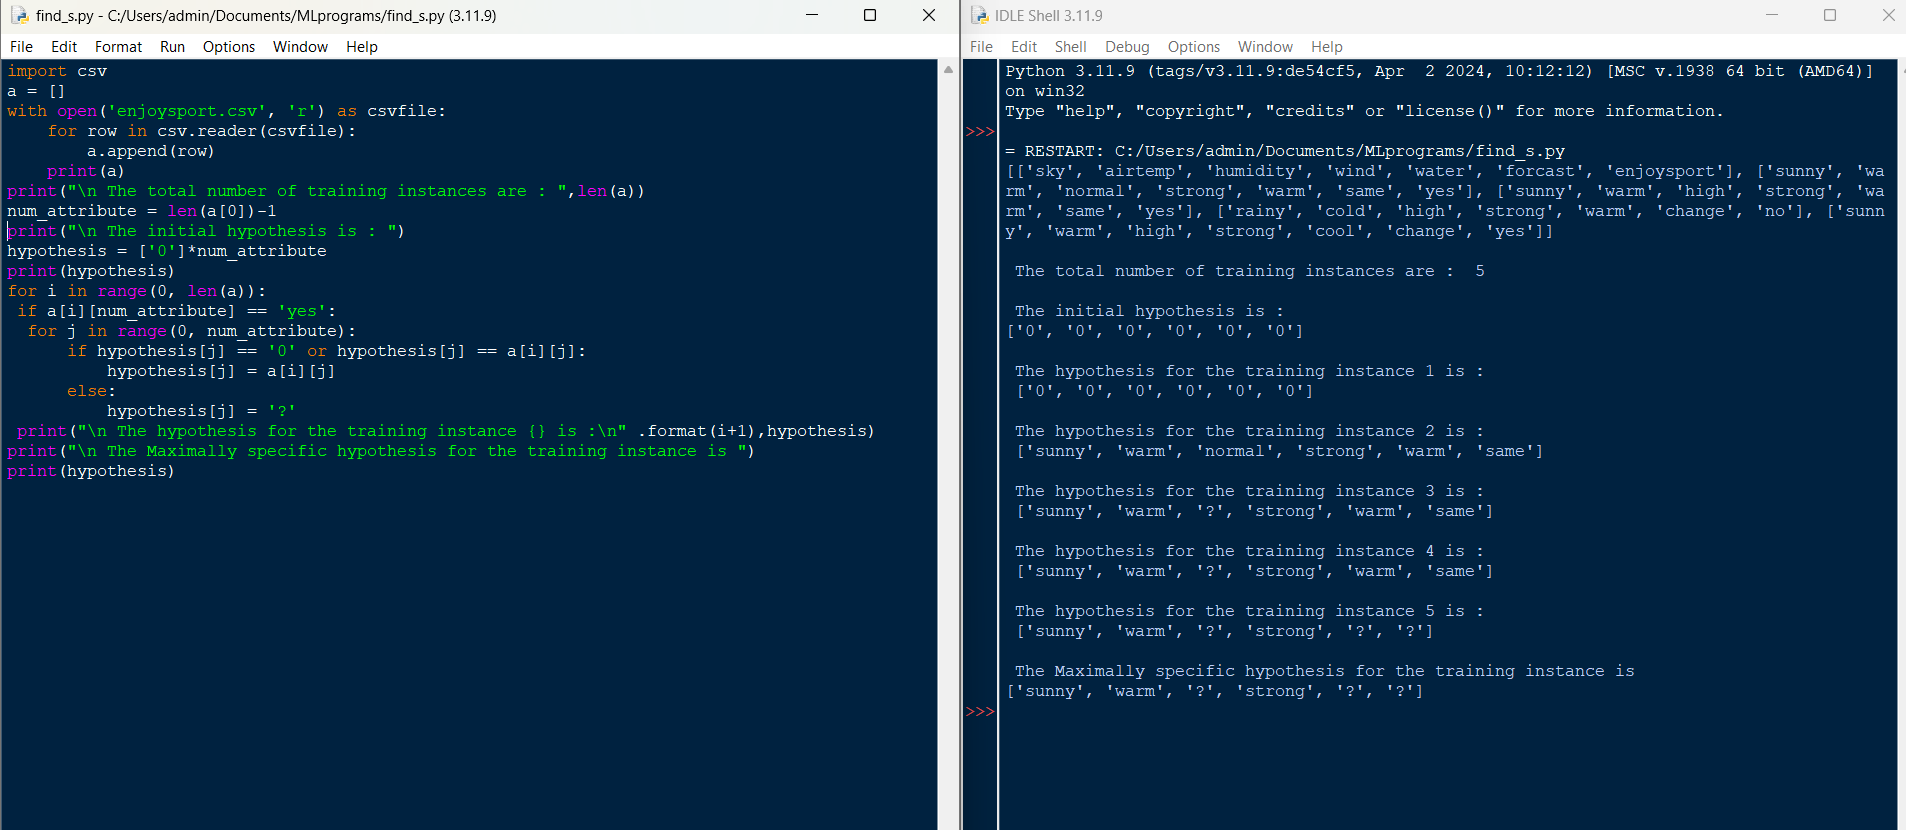 find_s.py - C:/Users/admin/Documents/MLprograms/find_s.py (3.11.9)
File Edit Format Run Options Window Help
import csv
a = []
with open('enjoysport.csv', 'r') as csvfile:
    for row in csv.reader(csvfile):
        a.append(row)
    print(a)
print("\n The total number of training instances are : ",len(a))
num_attribute = len(a[0])-1
print("\n The initial hypothesis is : ")
hypothesis = ['0']*num_attribute
print(hypothesis)
for i in range(0, len(a)):
 if a[i][num_attribute] == 'yes':
  for j in range(0, num_attribute):
      if hypothesis[j] == '0' or hypothesis[j] == a[i][j]:
          hypothesis[j] = a[i][j]
      else:
          hypothesis[j] = '?'
 print("\n The hypothesis for the training instance {} is :\n" .format(i+1),hypothesis)
print("\n The Maximally specific hypothesis for the training instance is ")
print(hypothesis)
IDLE Shell 3.11.9
File Edit Shell Debug Options Window Help
Python 3.11.9 (tags/v3.11.9:de54cf5, Apr  2 2024, 10:12:12) [MSC v.1938 64 bit (AMD64)]
on win32
Type "help", "copyright", "credits" or "license()" for more information.
>>>
= RESTART: C:/Users/admin/Documents/MLprograms/find_s.py
[['sky', 'airtemp', 'humidity', 'wind', 'water', 'forcast', 'enjoysport'], ['sunny', 'wa
rm', 'normal', 'strong', 'warm', 'same', 'yes'], ['sunny', 'warm', 'high', 'strong', 'wa
rm', 'same', 'yes'], ['rainy', 'cold', 'high', 'strong', 'warm', 'change', 'no'], ['sunn
y', 'warm', 'high', 'strong', 'cool', 'change', 'yes']]
 The total number of training instances are :  5
 The initial hypothesis is :
['0', '0', '0', '0', '0', '0']
 The hypothesis for the training instance 1 is :
 ['0', '0', '0', '0', '0', '0']
 The hypothesis for the training instance 2 is :
 ['sunny', 'warm', 'normal', 'strong', 'warm', 'same']
 The hypothesis for the training instance 3 is :
 ['sunny', 'warm', '?', 'strong', 'warm', 'same']
 The hypothesis for the training instance 4 is :
 ['sunny', 'warm', '?', 'strong', 'warm', 'same']
 The hypothesis for the training instance 5 is :
 ['sunny', 'warm', '?', 'strong', '?', '?']
 The Maximally specific hypothesis for the training instance is
['sunny', 'warm', '?', 'strong', '?', '?']
>>>